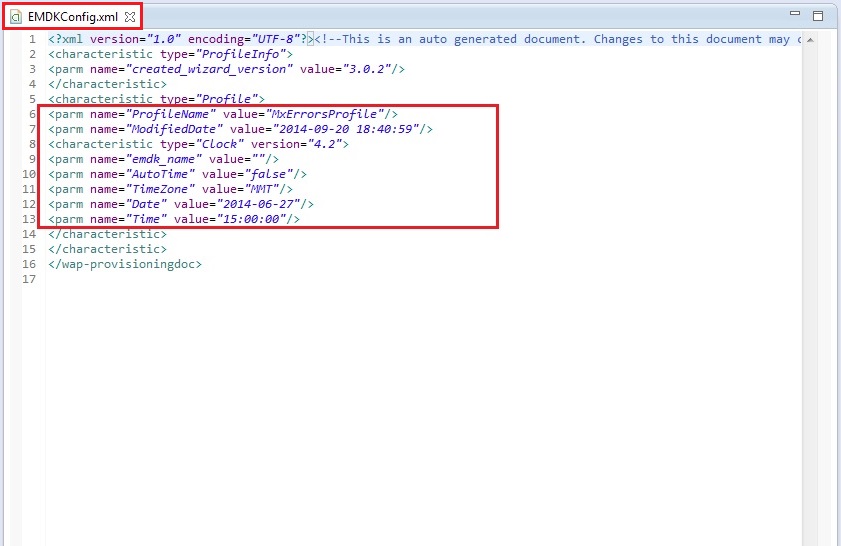 EMDKConfig.xml
1 <?xml version="1.0" encoding="UTF-8"?><!--This is an auto generated document. Changes to this document may c
2 <characteristic type="ProfileInfo">
3 <parm name="created_wizard_version" value="3.0.2"/>
4 </characteristic>
5 <characteristic type="Profile">
6 <parm name="ProfileName" value="MxErrorsProfile"/>
7 <parm name="ModifiedDate" value="2014-09-20 18:40:59"/>
8 <characteristic type="Clock" version="4.2">
9 <parm name="emdk_name" value=""/>
10 <parm name="AutoTime" value="false"/>
11 <parm name="TimeZone" value="MMT"/>
12 <parm name="Date" value="2014-06-27"/>
13 <parm name="Time" value="15:00:00"/>
14 </characteristic>
15 </characteristic>
16 </wap-provisioningdoc>
17